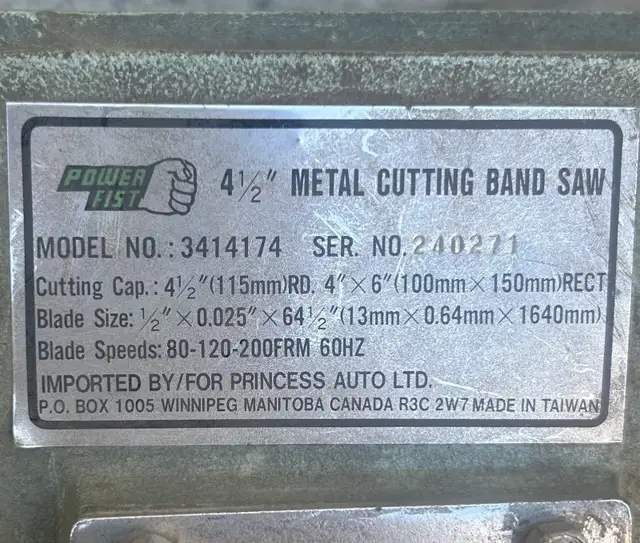 POWER FIST 4½" METAL CUTTING BAND SAW
MODEL NO.: 3414174 SER. NO. 240271
Cutting Cap.: 4½"(115mm)RD. 4"×6"(100mm×150mm)RECT
Blade Size: ½"×0.025"×64½"(13mm×0.64mm×1640mm)
Blade Speeds: 80-120-200FRM 60HZ
IMPORTED BY/FOR PRINCESS AUTO LTD.
P.O. BOX 1005 WINNIPEG MANITOBA CANADA R3C 2W7 MADE IN TAIWAN